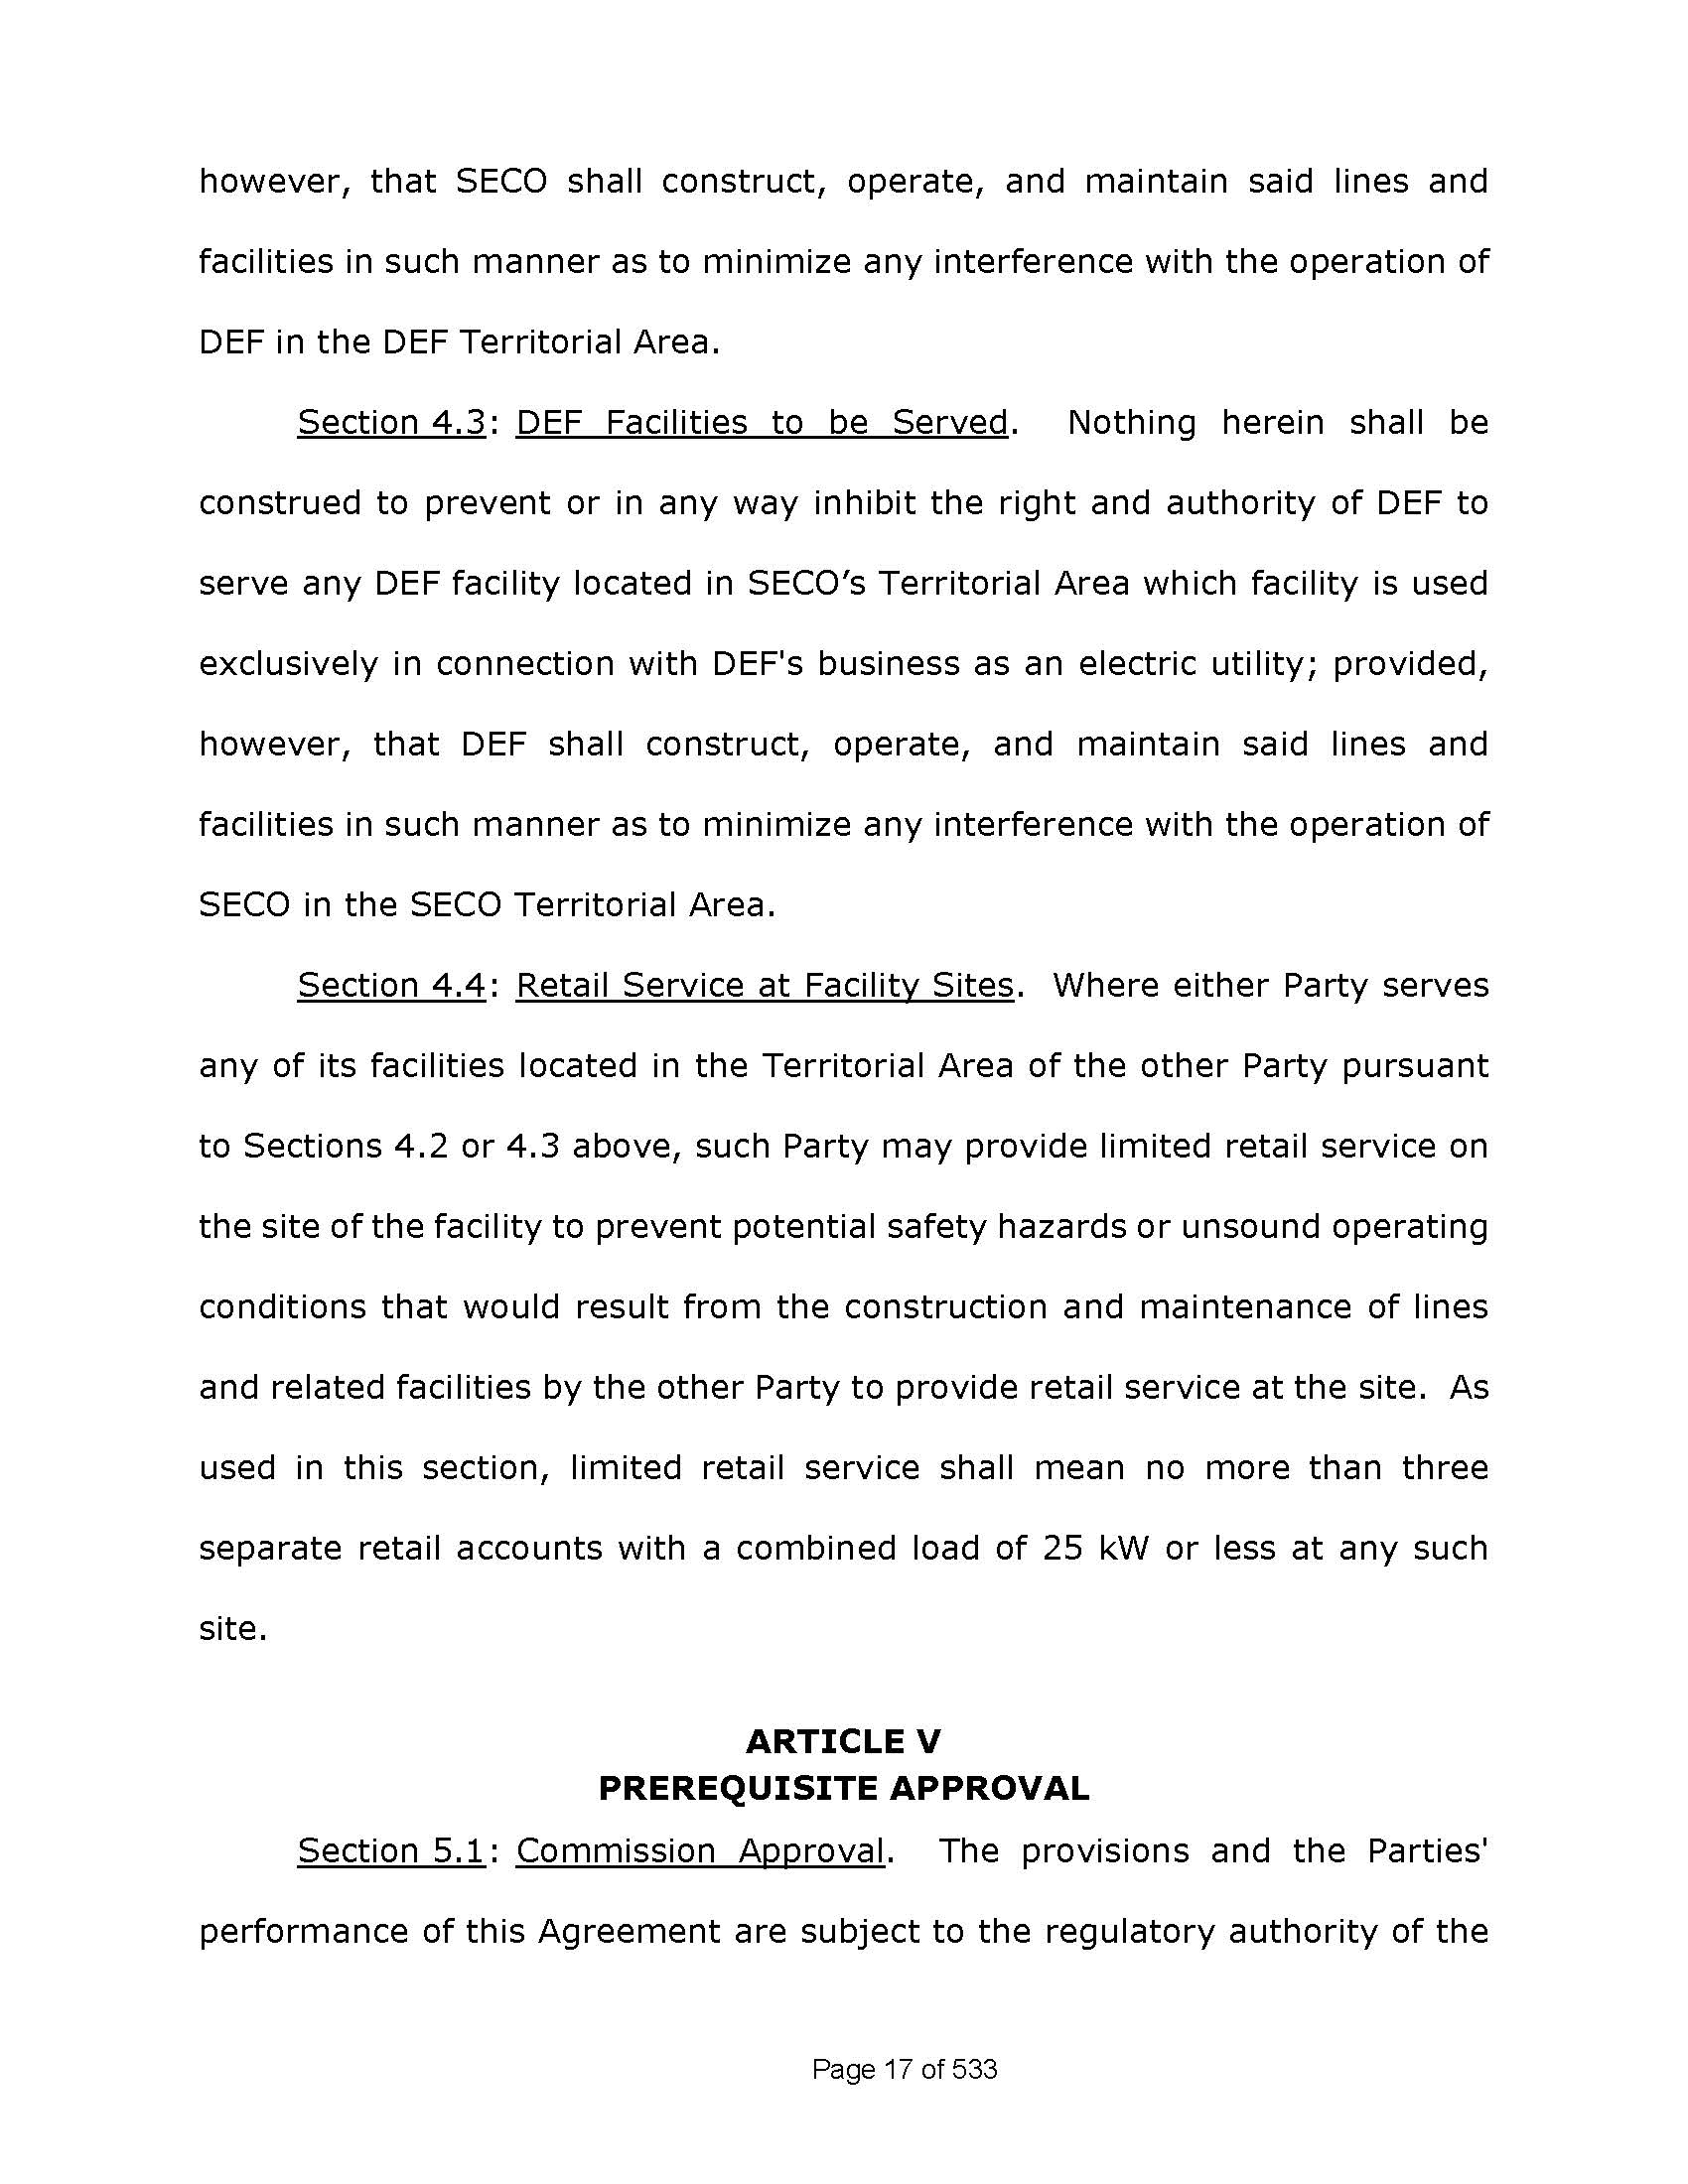 however, that SECO shall construct, operate, and maintain said lines and
facilities in such manner as to minimize any interference with the operation of
DEF in the DEF Territorial Area.
Section 4.3: DEF Facilities to be Served. Nothing herein shall be
construed to prevent or in any way inhibit the right and authority of DEF to
serve any DEF facility located in SECO’s Territorial Area which facility is used
exclusively in connection with DEF's business as an electric utility; provided,
however, that DEF shall construct, operate, and maintain said lines and
facilities in such manner as to minimize any interference with the operation of
SECO in the SECO Territorial Area.
Section 4.4: Retail Service at Facility Sites. Where either Party serves
any of its facilities located in the Territorial Area of the other Party pursuant
to Sections 4.2 or 4.3 above, such Party may provide limited retail service on
the site of the facility to prevent potential safety hazards or unsound operating
conditions that would result from the construction and maintenance of lines
and related facilities by the other Party to provide retail service at the site. As
used in this section, limited retail service shall mean no more than three
separate retail accounts with a combined load of 25 kW or less at any such
site.
ARTICLE V
PREREQUISITE APPROVAL
Section 5.1: Commission Approval. The provisions and the Parties'
performance of this Agreement are subject to the regulatory authority of the
Page 17 of 533